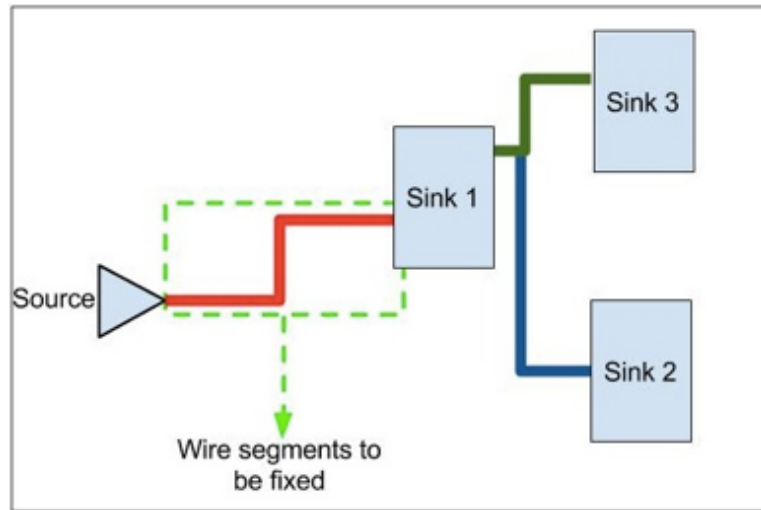 Sink 3
Sink 1
Source
Sink 2
Wire segments to
be fixed